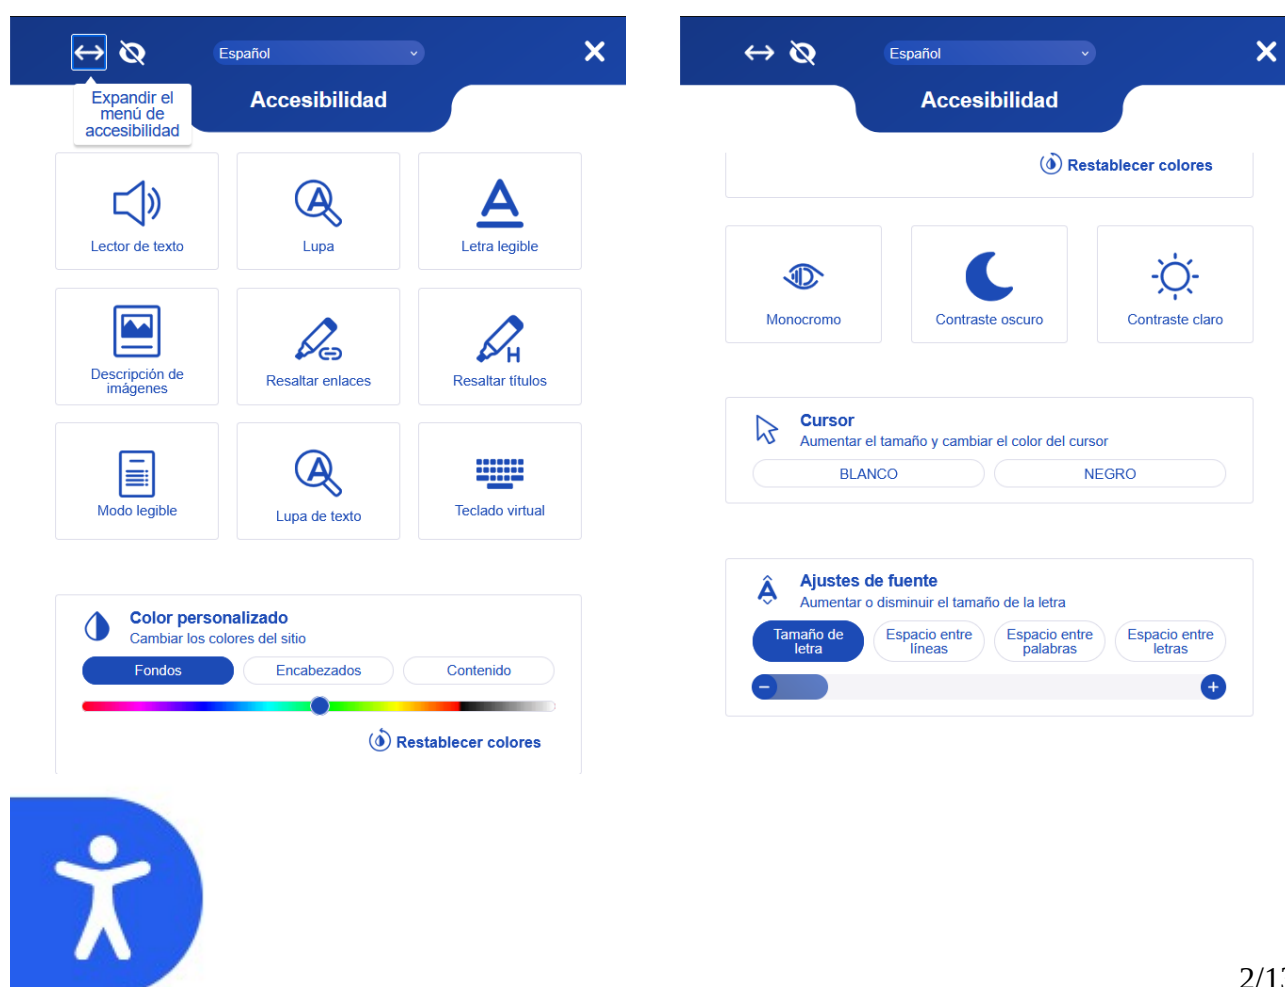 Español
Expandir el
menú de
accesibilidad
Accesibilidad
Lector de texto
Lupa
Letra legible
Descripción de
imágenes
Resaltar enlaces
Resaltar títulos
Modo legible
Lupa de texto
Teclado virtual
Color personalizado
Cambiar los colores del sitio
Fondos
Encabezados
Contenido
Restablecer colores
Español
Accesibilidad
Restablecer colores
Monocromo
Contraste oscuro
Contraste claro
Cursor
Aumentar el tamaño y cambiar el color del cursor
BLANCO
NEGRO
Ajustes de fuente
Aumentar o disminuir el tamaño de la letra
Tamaño de
letra
Espacio entre
líneas
Espacio entre
palabras
Espacio entre
letras